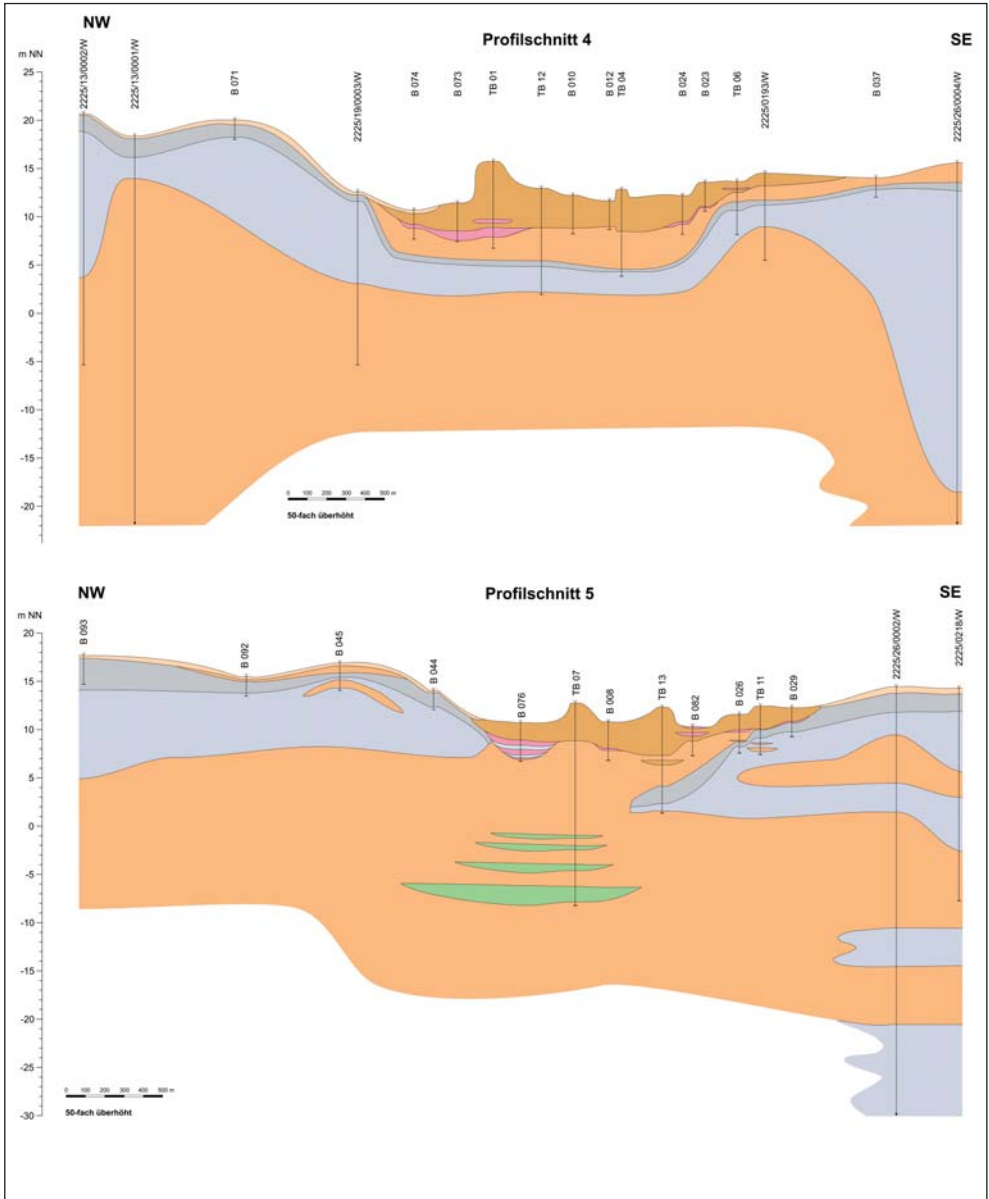 NW
Profilschnitt 4
SE
m NN
2225/13/0002/W
2225/13/0001/W
B 071
2225/19/0003/W
B 074
B 073
TB 01
TB 12
B 010
B 012
TB 04
B 024
B 023
TB 06
2225/0193/W
B 037
2225/26/0004/W
25
20
15
10
5
0
-5
-10
-15
-20
0 100 200 300 400 500 m
50-fach überhöht
NW
Profilschnitt 5
SE
m NN
B 093
B 092
B 045
B 044
B 076
TB 07
B 008
TB 13
B 082
B 026
TB 11
B 029
2225/26/0002/W
2225/0218/W
20
15
10
5
0
-5
-10
-15
-20
-25
-30
0 100 200 300 400 500 m
50-fach überhöht